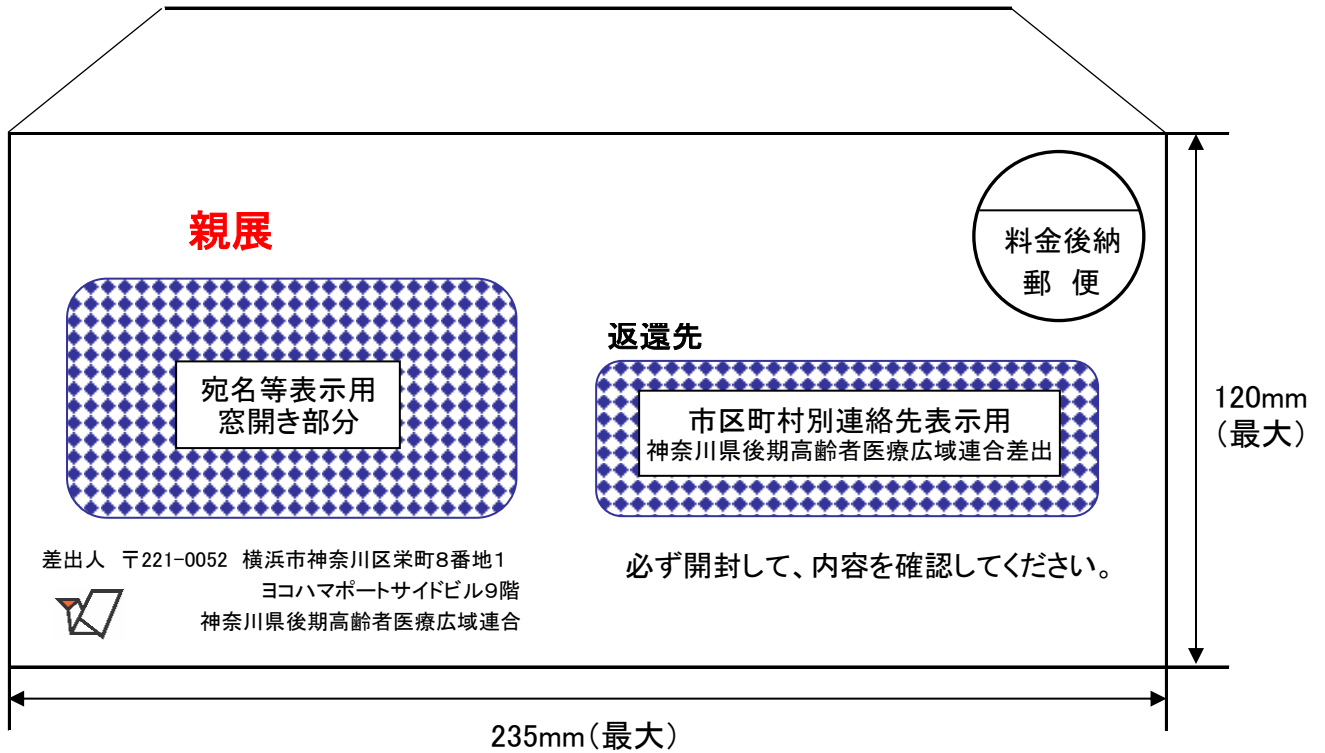 親展
料金後納
郵 便
宛名等表示用
窓開き部分
返還先
市区町村別連絡先表示用
神奈川県後期高齢者医療広域連合差出
120mm
（最大）
差出人 〒221-0052 横浜市神奈川区栄町8番地1
ヨコハマポートサイドビル9階
神奈川県後期高齢者医療広域連合
必ず開封して、内容を確認してください。
235mm（最大）